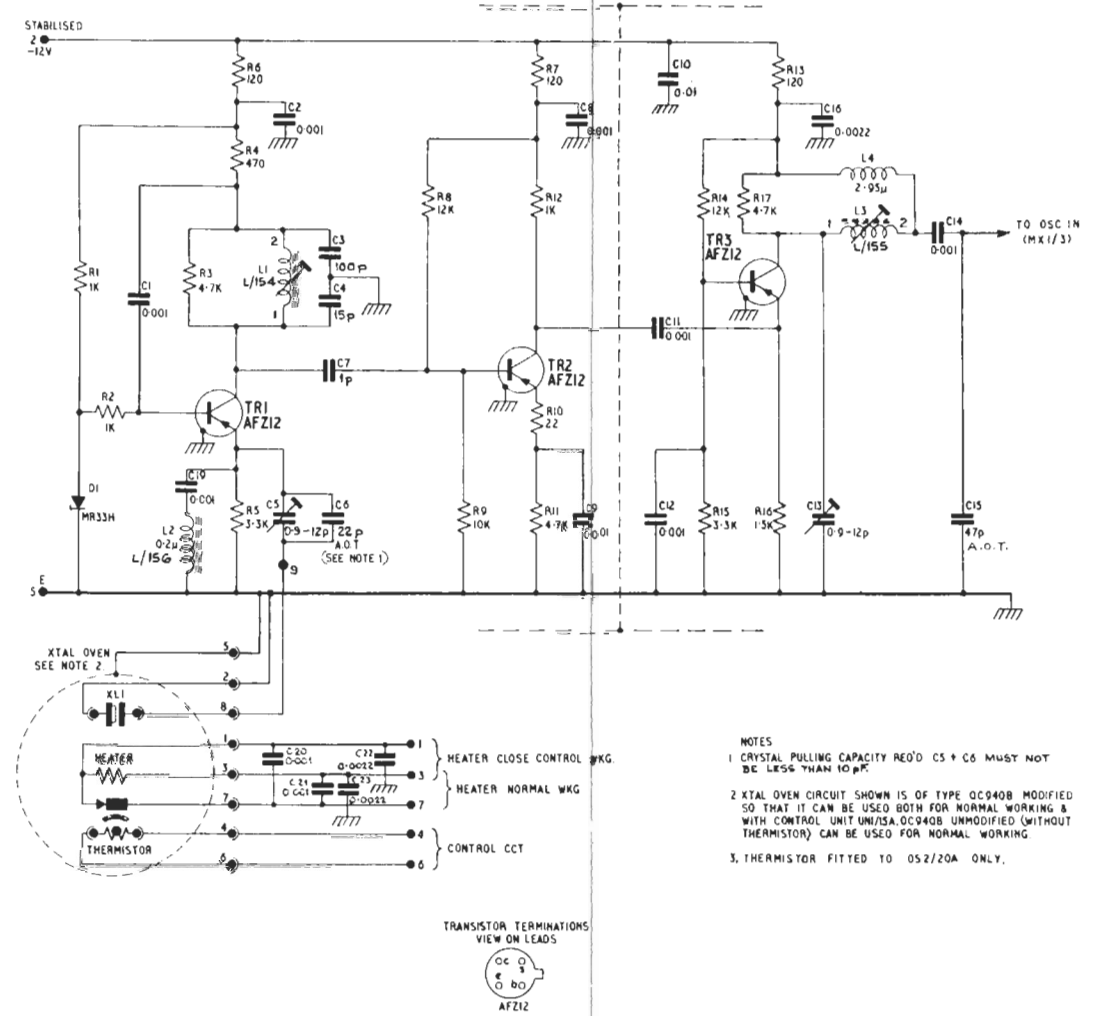 STABILISED
2
-12V
R6
120
C2
0·001
R4
470
R1
1K
C1
0·001
R3
4·7K
2
L1
L/154
1
C3
100p
C4
15p
R2
1K
TR1
AFZ12
C7
1p
D1
MR33H
C19
0·001
L2
0·2µ
L/156
R5
3·3K
C5
0·9-12p
C6
22p
A.O.T
(SEE NOTE 1)
9
R7
120
C8
0·001
R8
12K
R12
1K
TR2
AFZ12
R10
22
R9
10K
R11
4·7K
C9
C10
0·01
R13
120
C16
0·0022
R14
12K
R17
4·7K
L4
2·95µ
1
L3
2
L/155
C14
0·001
TO OSC IN
(MX1/3)
TR3
AFZ12
C11
0·001
C12
0·001
R15
3·3K
R16
1·5K
C13
0·9-12p
C15
47p
A.O.T.
E
5
XTAL OVEN
SEE NOTE 2
5
2
XL1
8
1
HEATER
3
7
4
THERMISTOR
6
C20
0·001
C22
0·0022
C21
0·001
C23
0·0022
1
3
7
4
6
HEATER CLOSE CONTROL WKG.
HEATER NORMAL WKG
CONTROL CCT
NOTES
1 CRYSTAL PULLING CAPACITY REQ'D C5 + C6 MUST NOT
BE LESS THAN 10pF.
2 XTAL OVEN CIRCUIT SHOWN IS OF TYPE QC940B MODIFIED
SO THAT IT CAN BE USED BOTH FOR NORMAL WORKING &
WITH CONTROL UNIT UN1/15A. QC940B UNMODIFIED (WITHOUT
THERMISTOR) CAN BE USED FOR NORMAL WORKING.
3. THERMISTOR FITTED TO OS2/20A ONLY.
TRANSISTOR TERMINATIONS
VIEW ON LEADS
c
s
e
b
AFZ12